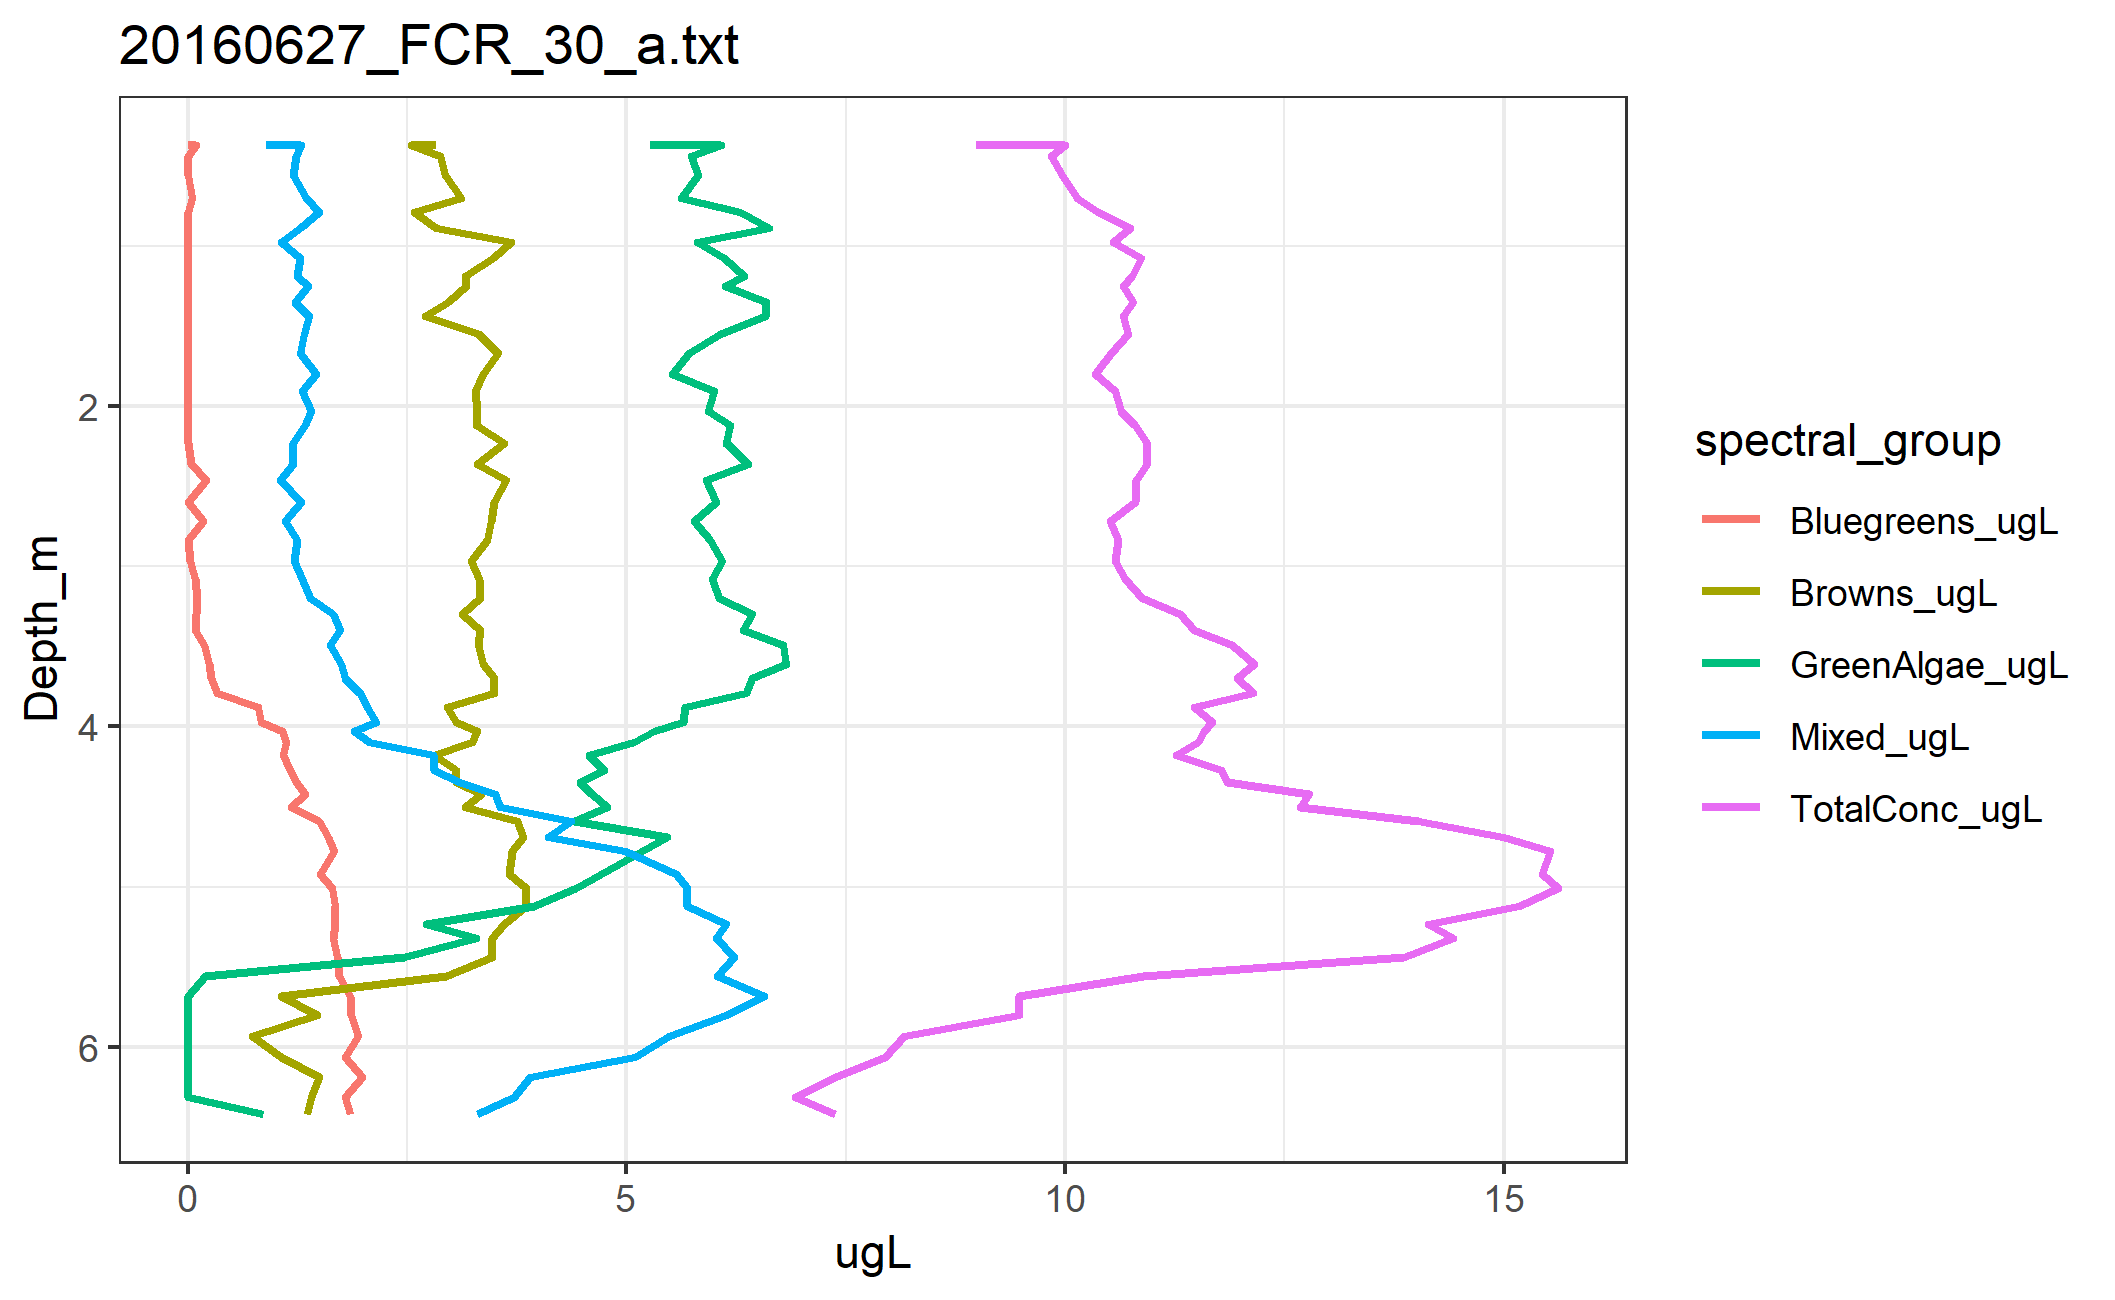 20160627_FCR_30_a.txt
Depth_m
2
4
6
0
5
10
15
ugL
spectral_group
Bluegreens_ugL
Browns_ugL
GreenAlgae_ugL
Mixed_ugL
TotalConc_ugL